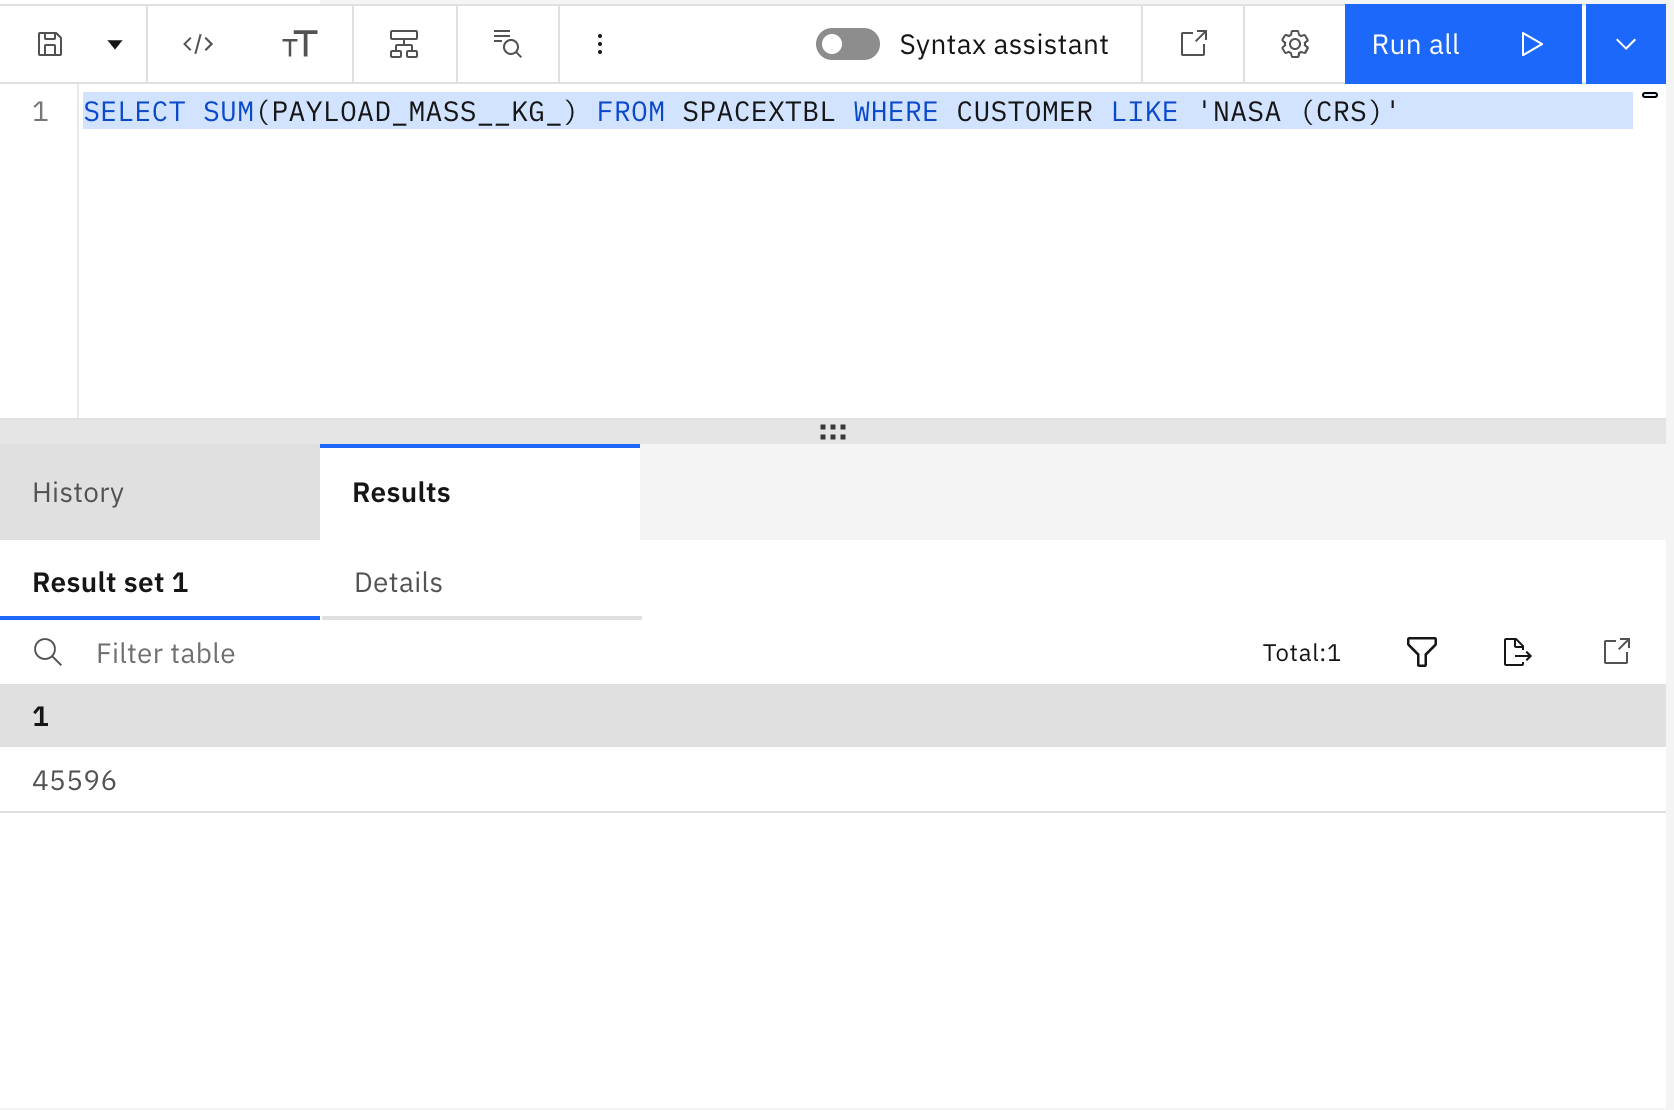 Syntax assistant
Run all
1 SELECT SUM(PAYLOAD_MASS__KG_) FROM SPACEXTBL WHERE CUSTOMER LIKE 'NASA (CRS)'
History Results
Result set 1 Details
Filter table Total:1
1
45596